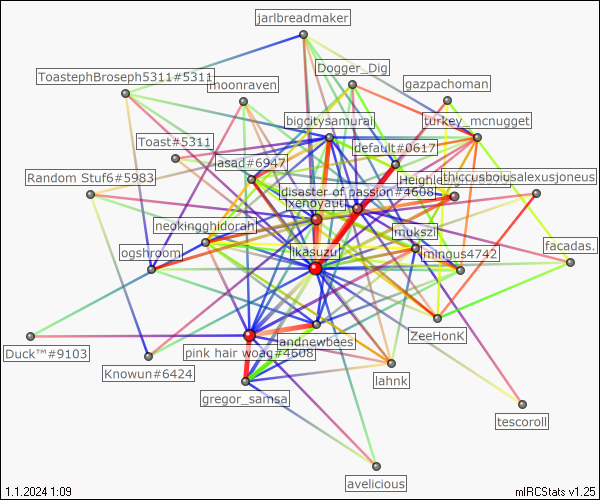 jarlbreadmaker
Dogger_Dig
ToastephBroseph5311#5311
moonraven
gazpachoman
bigcitysamurai
turkey_mcnugget
Toast#5311
default#0617
asad#6947
Random Stuf6#5983
thiccusboiusalexusjoneus
disaster of passion#4608
xenoyaut
neokingghidorah
mukszi
ogshroom
ikasuzu
mingus4742
facadas.
Duck™#9103
pink hair woag#4608
andnewbees
ZeeHonk
Knowun#6424
lahnk
gregor_samsa
tescoroll
avelicious
1.1.2024 1:09
mIRCStats v1.25